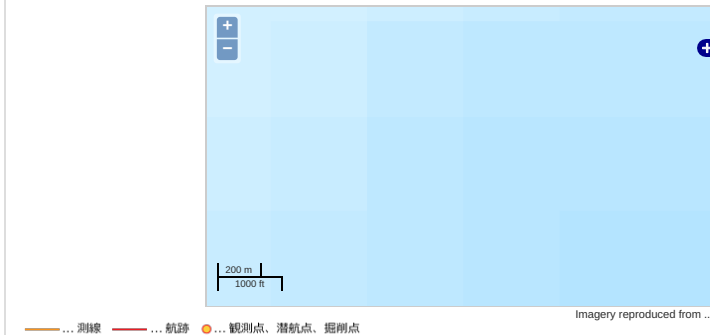 +
−
200 m
1000 ft
Imagery reproduced from ...
... 測線 ... 航跡 ... 観測点、潜航点、掘削点